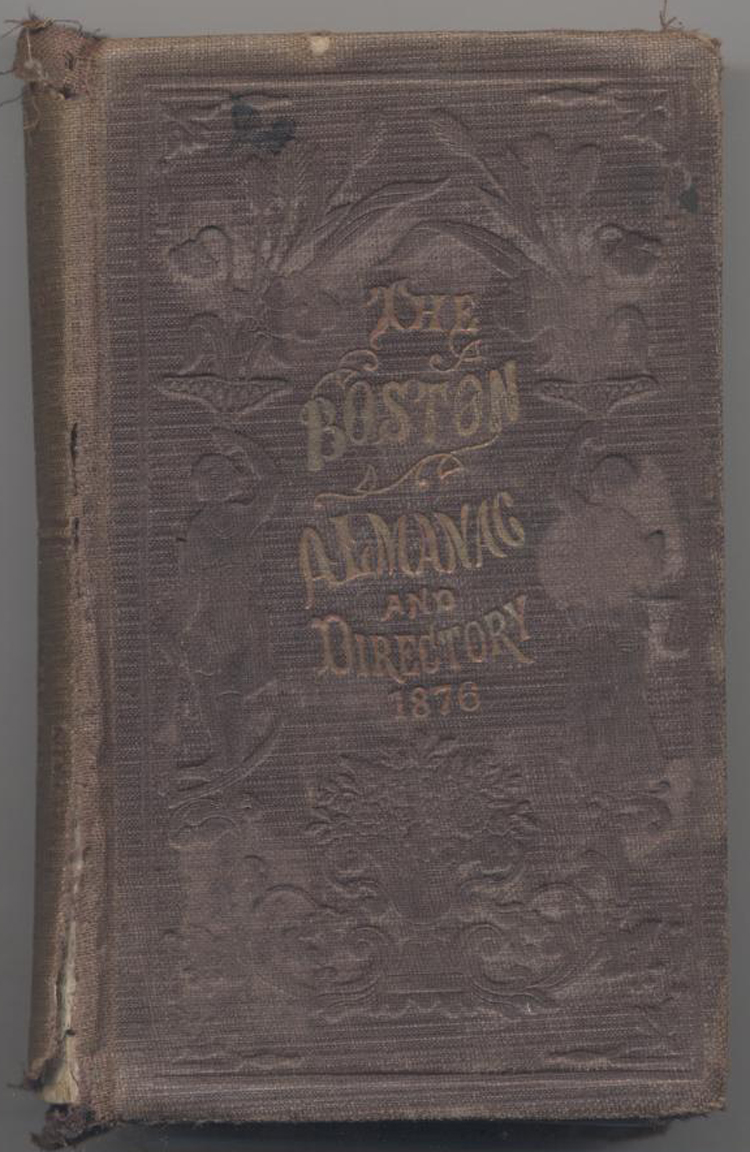 THE
BOSTON
ALMANAC
AND
DIRECTORY
1876